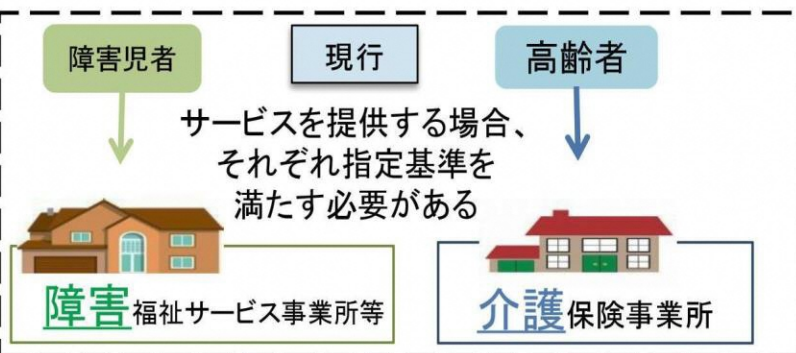 障害児者
現行
高齢者
サービスを提供する場合、
それぞれ指定基準を
満たす必要がある
障害福祉サービス事業所等
介護保険事業所